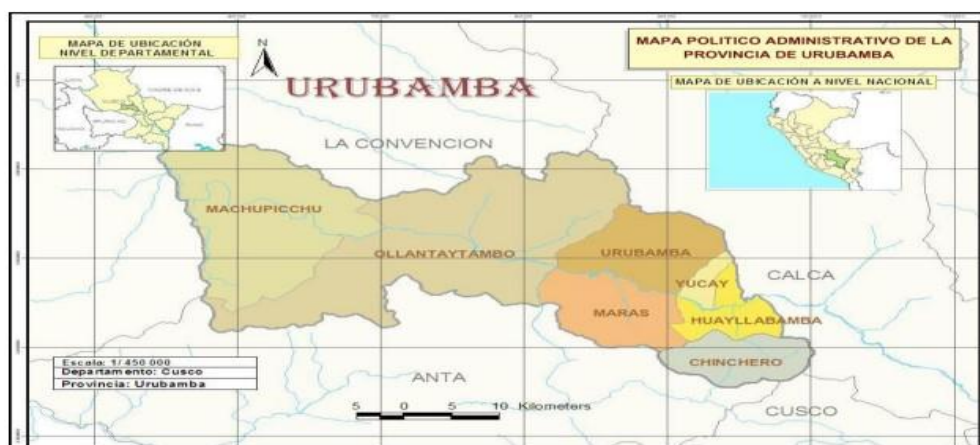 MAPA DE UBICACIÓN
NIVEL DEPARTAMENTAL
N
URUBAMBA
MAPA POLITICO ADMINISTRATIVO DE LA
PROVINCIA DE URUBAMBA
MAPA DE UBICACIÓN A NIVEL NACIONAL
LA CONVENCION
MACHUPICCHU
OLLANTAYTAMBO
URUBAMBA
CALCA
YUCAY
MARAS
HUAYLLABAMBA
CHINCHERO
ANTA
CUSCO
Escala: 1/ 450 000
Departamento: Cusco
Provincia: Urubamba
5 0 5 10 Kilometers